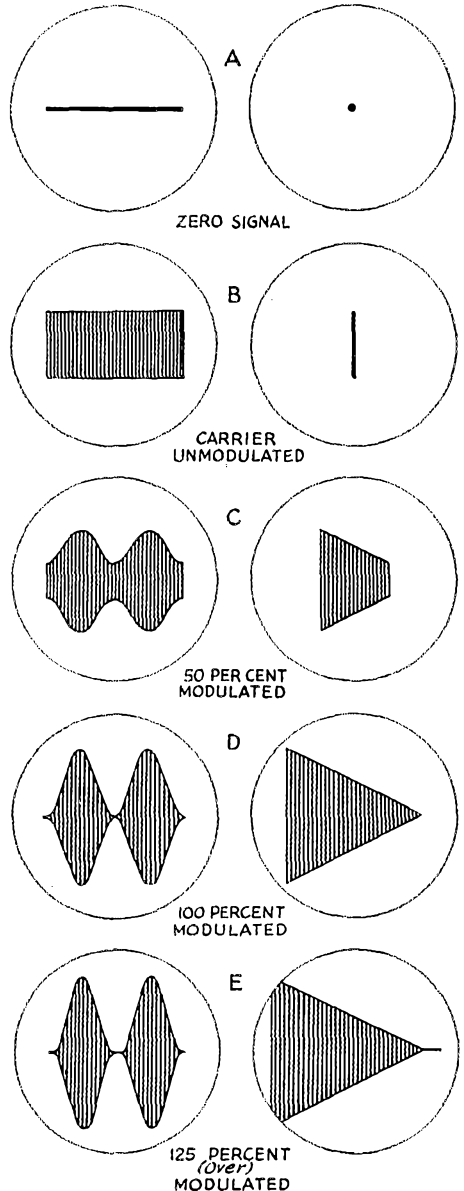 A
ZERO SIGNAL
B
CARRIER
UNMODULATED
C
50 PER CENT
MODULATED
D
100 PERCENT
MODULATED
E
125 PERCENT
(Over)
MODULATED